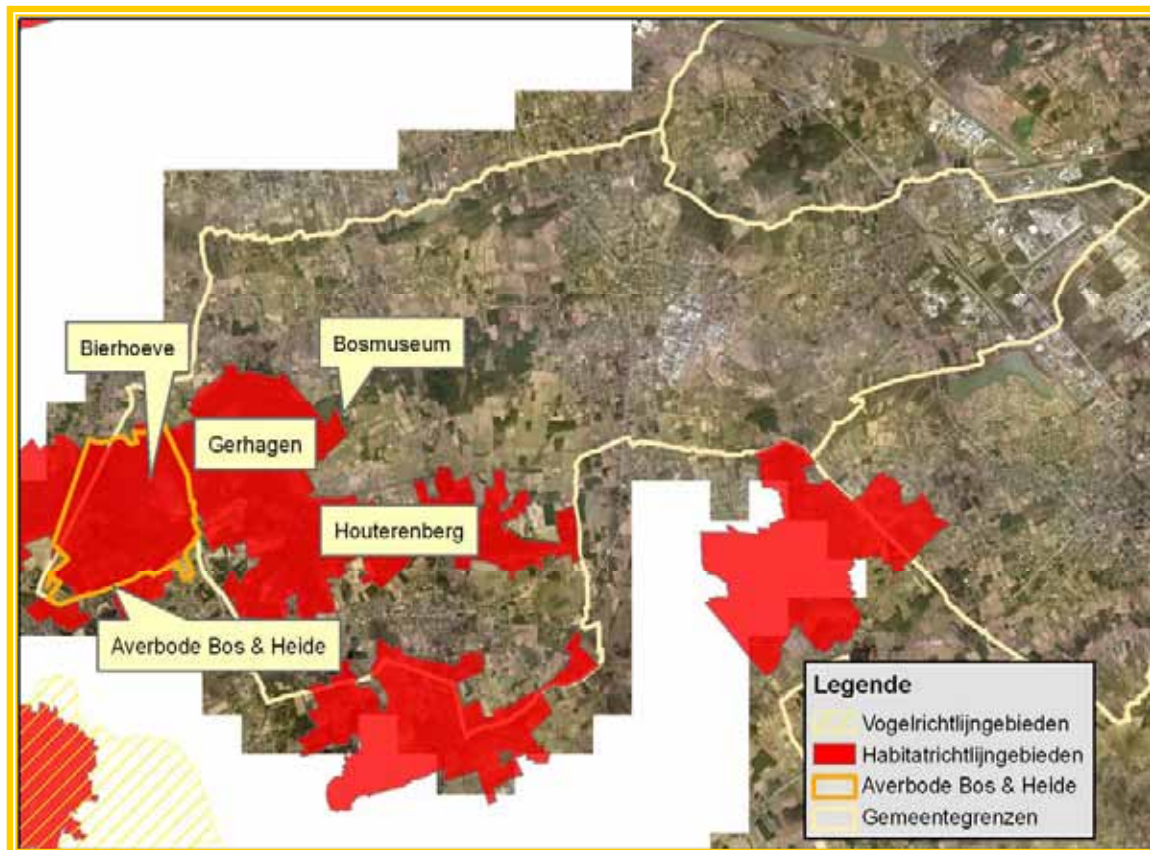 Bierhoeve
Bosmuseum
Gerhagen
Houterenberg
Averbode Bos & Heide
Legende
Vogelrichtlijngebieden
Habitatrichtlijngebieden
Averbode Bos & Heide
Gemeentegrenzen